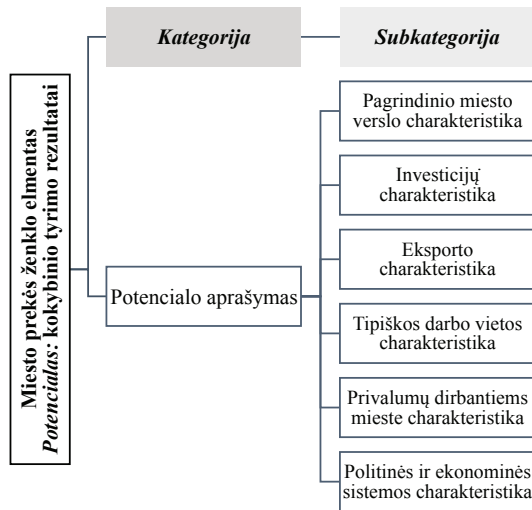 Miesto prekės ženklo elmentas
Potencialas: kokybinio tyrimo rezultatai
Kategorija
Subkategorija
Potencialo aprašymas
Pagrindinio miesto
verslo charakteristika
Investicijų
charakteristika
Eksporto
charakteristika
Tipiškos darbo vietos
charakteristika
Privalumų dirbantiems
mieste charakteristika
Politinės ir ekonominės
sistemos charakteristika